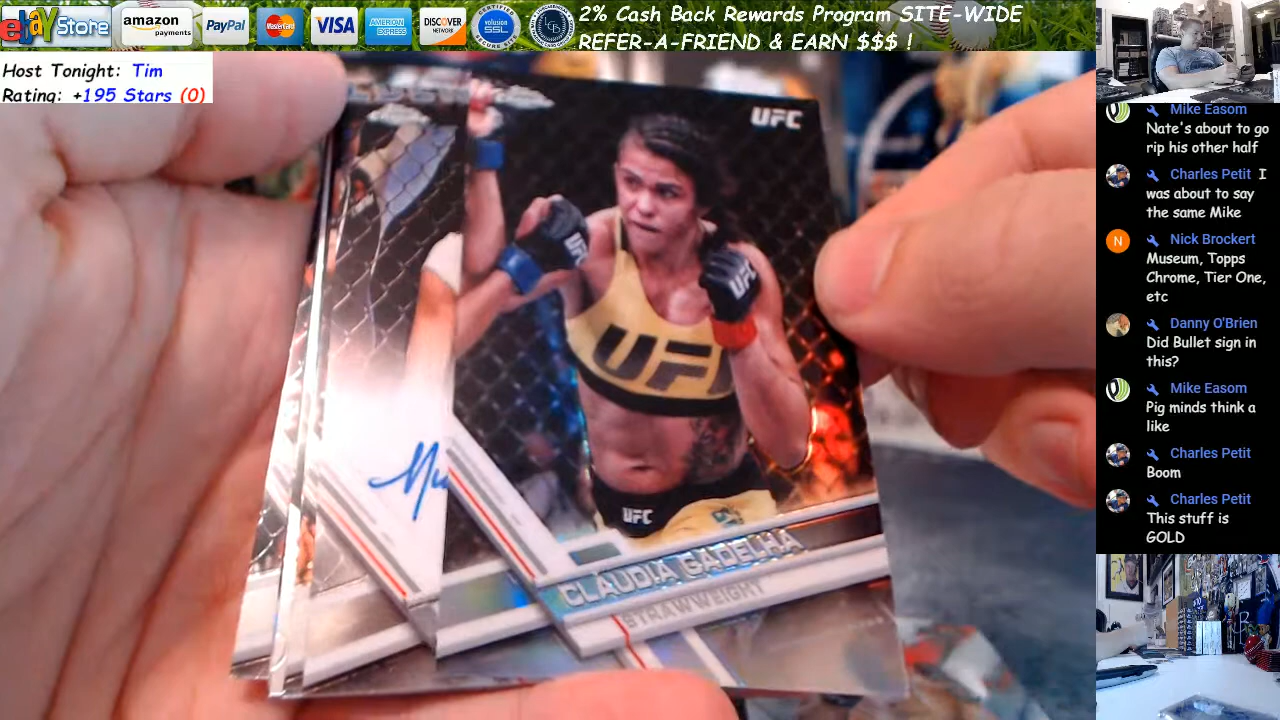 ebay Store
amazon
payments
PayPal
MasterCard
VISA
AMERICAN
EXPRESS
DISCOVER
NETWORK
volusion
SSL
2% Cash Back Rewards Program SITE-WIDE
REFER-A-FRIEND & EARN $$$ !
Host Tonight: Tim
Rating: +195 Stars (0)
UFC
UFC
UFC
UFC
UFC
CLAUDIA GADELHA
STRAWWEIGHT
Mike Easom
Nate's about to go
rip his other half
Charles Petit I
was about to say
the same Mike
N Nick Brockert
Museum, Topps
Chrome, Tier One,
etc
Danny O'Brien
Did Bullet sign in
this?
Mike Easom
Pig minds think a
like
Charles Petit
Boom
Charles Petit
This stuff is
GOLD